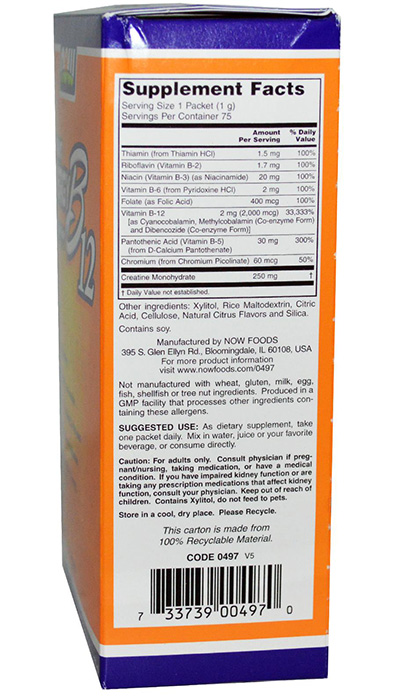 B12
Supplement Facts
Serving Size 1 Packet (1 g)
Servings Per Container 75
Amount Per Serving % Daily Value
Thiamin (from Thiamin HCl) 1.5 mg 100%
Riboflavin (Vitamin B-2) 1.7 mg 100%
Niacin (Vitamin B-3) (as Niacinamide) 20 mg 100%
Vitamin B-6 (from Pyridoxine HCl) 2 mg 100%
Folate (as Folic Acid) 400 mcg 100%
Vitamin B-12 2 mg (2,000 mcg) 33,333%
[as Cyanocobalamin, Methylcobalamin (Co-enzyme Form)
and Dibencozide (Co-enzyme Form)]
Pantothenic Acid (Vitamin B-5) 30 mg 300%
(from D-Calcium Pantothenate)
Chromium (from Chromium Picolinate) 60 mcg 50%
Creatine Monohydrate 250 mg †
† Daily Value not established.
Other ingredients: Xylitol, Rice Maltodextrin, Citric
Acid, Cellulose, Natural Citrus Flavors and Silica.
Contains soy.
Manufactured by NOW FOODS
395 S. Glen Ellyn Rd., Bloomingdale, IL 60108, USA
For more product information
visit www.nowfoods.com/0497
Not manufactured with wheat, gluten, milk, egg,
fish, shellfish or tree nut ingredients. Produced in a
GMP facility that processes other ingredients con-
taining these allergens.
SUGGESTED USE: As dietary supplement, take
one packet daily. Mix in water, juice or your favorite
beverage, or consume directly.
Caution: For adults only. Consult physician if preg-
nant/nursing, taking medication, or have a medical
condition. If you have impaired kidney function or are
taking any prescription medications that affect kidney
function, consult your physician. Keep out of reach of
children. Contains Xylitol, do not feed to pets.
Store in a cool, dry place. Please Recycle.
This carton is made from
100% Recyclable Material.
CODE 0497 V5
7 33739 00497 0